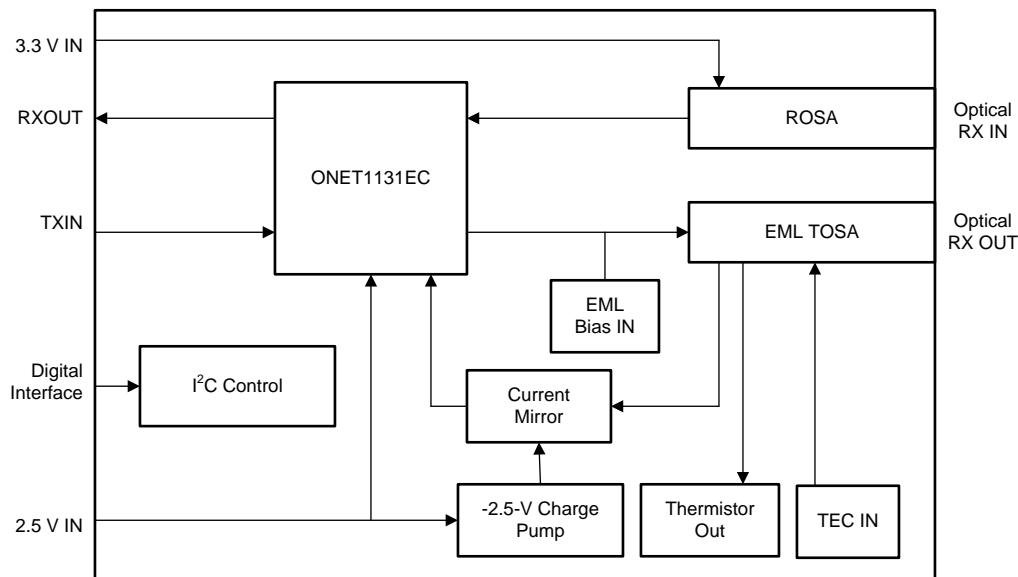 3.3 V IN
RXOUT
ROSA
Optical
RX IN
ONET1131EC
TXIN
EML TOSA
Optical
RX OUT
EML
Bias IN
Digital
Interface
I²C Control
Current
Mirror
2.5 V IN
-2.5-V Charge
Pump
Thermistor
Out
TEC IN